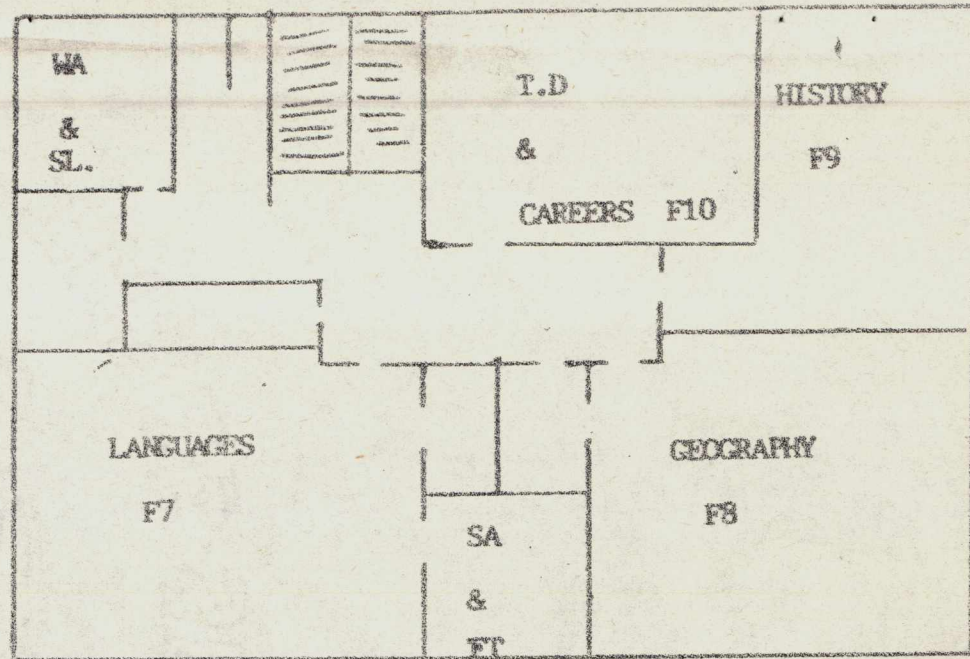 WA
&
SL.
T.D
&
CAREERS F10
HISTORY
F9
LANGUAGES
F7
GEOGRAPHY
F8
SA
&